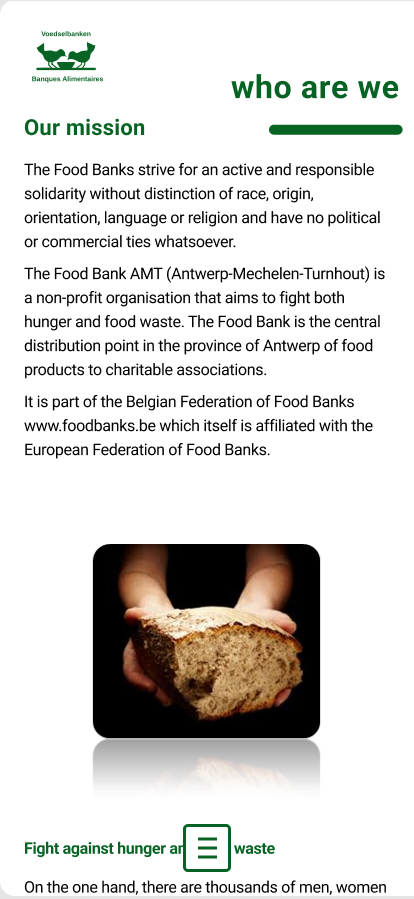 Voedselbanken
Banques Alimentaires
who are we
Our mission
The Food Banks strive for an active and responsible
solidarity without distinction of race, origin,
orientation, language or religion and have no political
or commercial ties whatsoever.
The Food Bank AMT (Antwerp-Mechelen-Turnhout) is
a non-profit organisation that aims to fight both
hunger and food waste. The Food Bank is the central
distribution point in the province of Antwerp of food
products to charitable associations.
It is part of the Belgian Federation of Food Banks
www.foodbanks.be which itself is affiliated with the
European Federation of Food Banks.
Fight against hunger waste
On the one hand, there are thousands of men, women